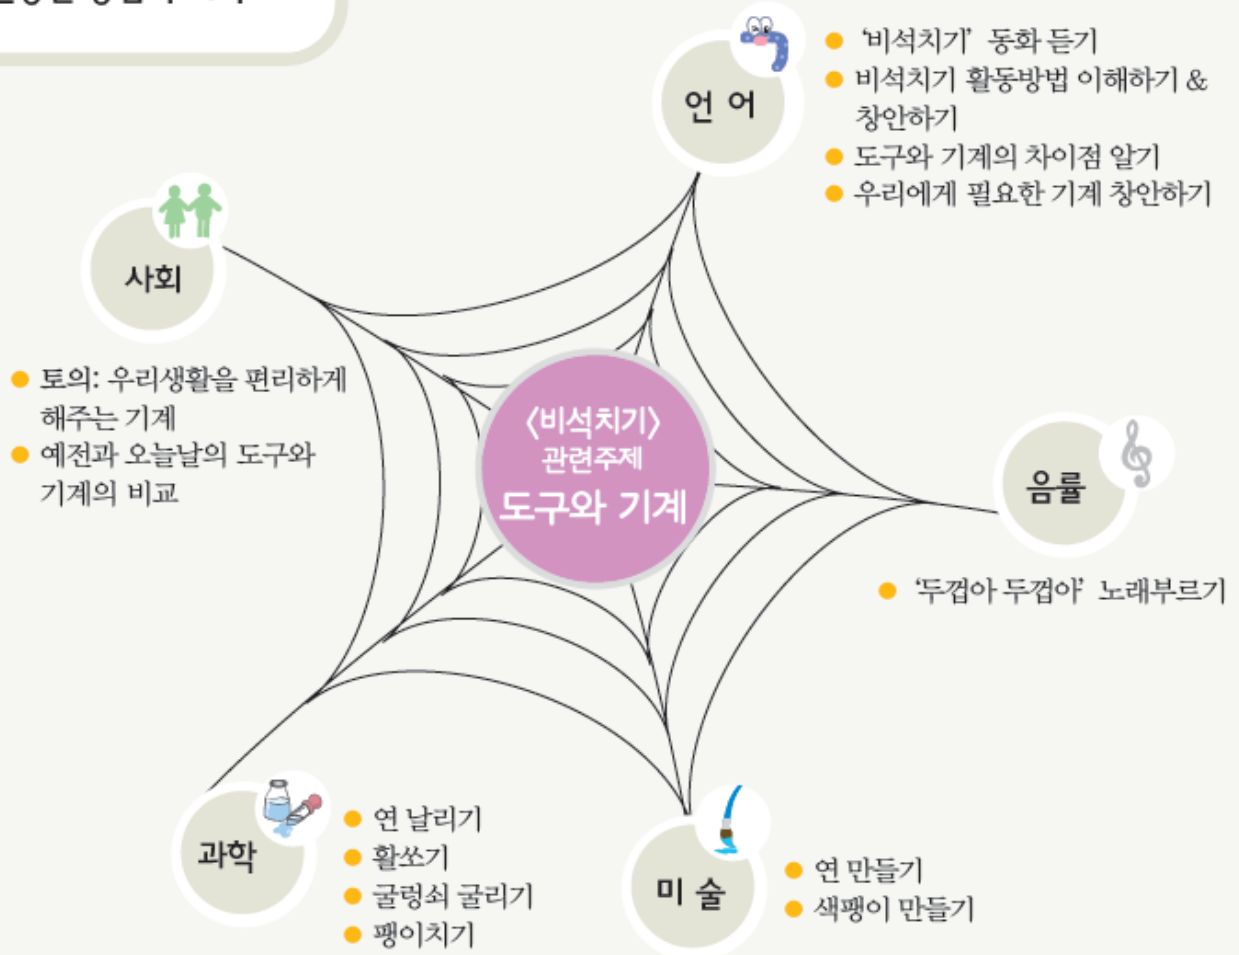 언 어
‘비석치기’ 동화 듣기
비석치기 활동방법 이해하기 &
창안하기
도구와 기계의 차이점 알기
우리에게 필요한 기계 창안하기
사회
토의: 우리생활을 편리하게
해주는 기계
예전과 오늘날의 도구와
기계의 비교
〈비석치기〉
관련주제
도구와 기계
음률
‘두껍아 두껍아’ 노래부르기
과학
연 날리기
활쏘기
굴렁쇠 굴리기
팽이치기
미 술
연 만들기
색팽이 만들기